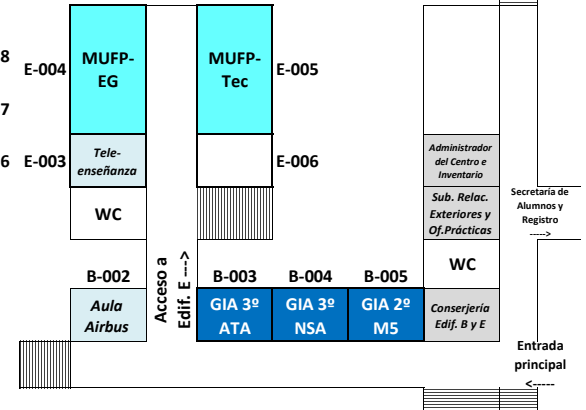 8
E-004
MUFP-
EG
MUFP-
Tec
E-005
7
6
E-003
Tele-
enseñanza
E-006
Administrador
del Centro e
Inventario
WC
Sub. Relac.
Exteriores y
Of.Prácticas
Secretaría de
Alumnos y
Registro
----->
WC
Acceso a
Edif. E --->
B-002
B-003
B-004
B-005
Aula
Airbus
GIA 3º
ATA
GIA 3º
NSA
GIA 2º
M5
Conserjería
Edif. B y E
Entrada
principal
<-----